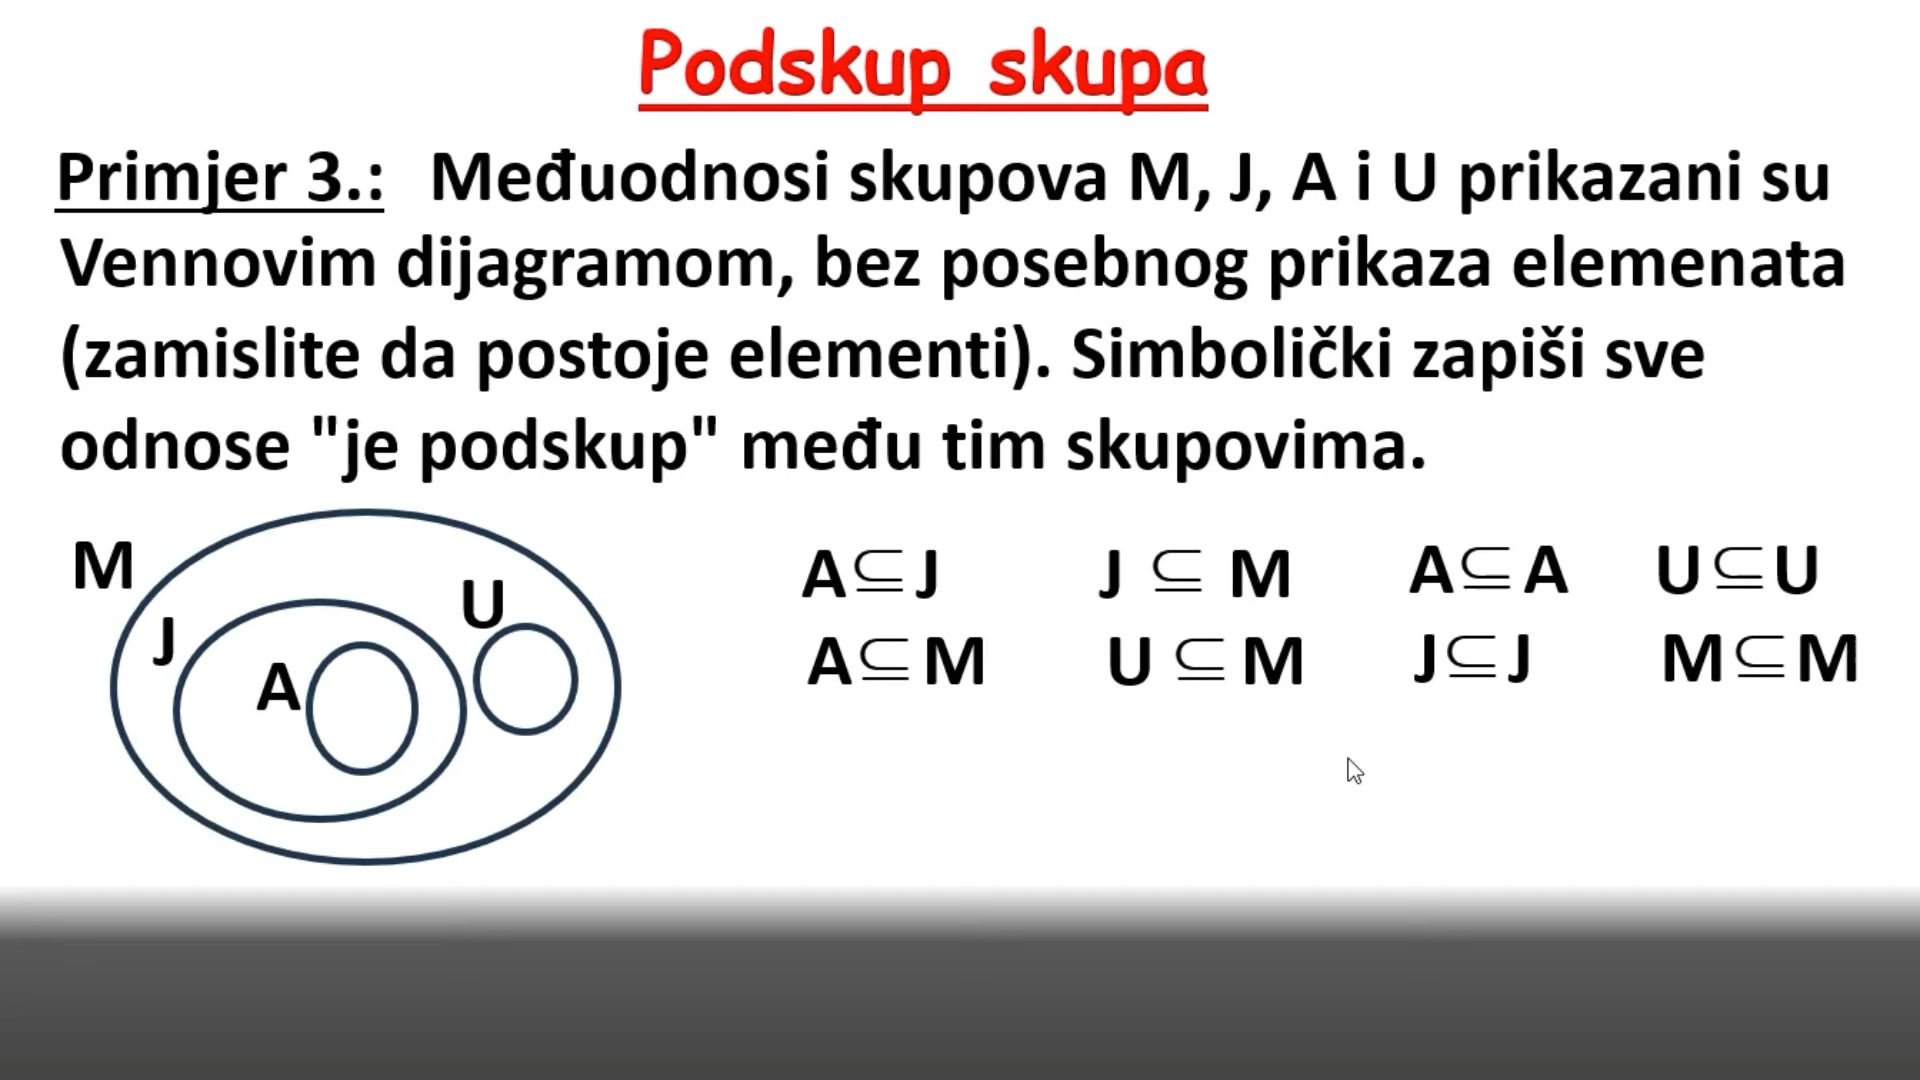 Podskup skupa
Primjer 3.: Međuodnosi skupova M, J, A i U prikazani su
Vennovim dijagramom, bez posebnog prikaza elemenata
(zamislite da postoje elementi). Simbolički zapiši sve
odnose "je podskup" među tim skupovima.
M
J
A
U
A ⊆ J J ⊆ M A ⊆ A U ⊆ U
A ⊆ M U ⊆ M J ⊆ J M ⊆ M